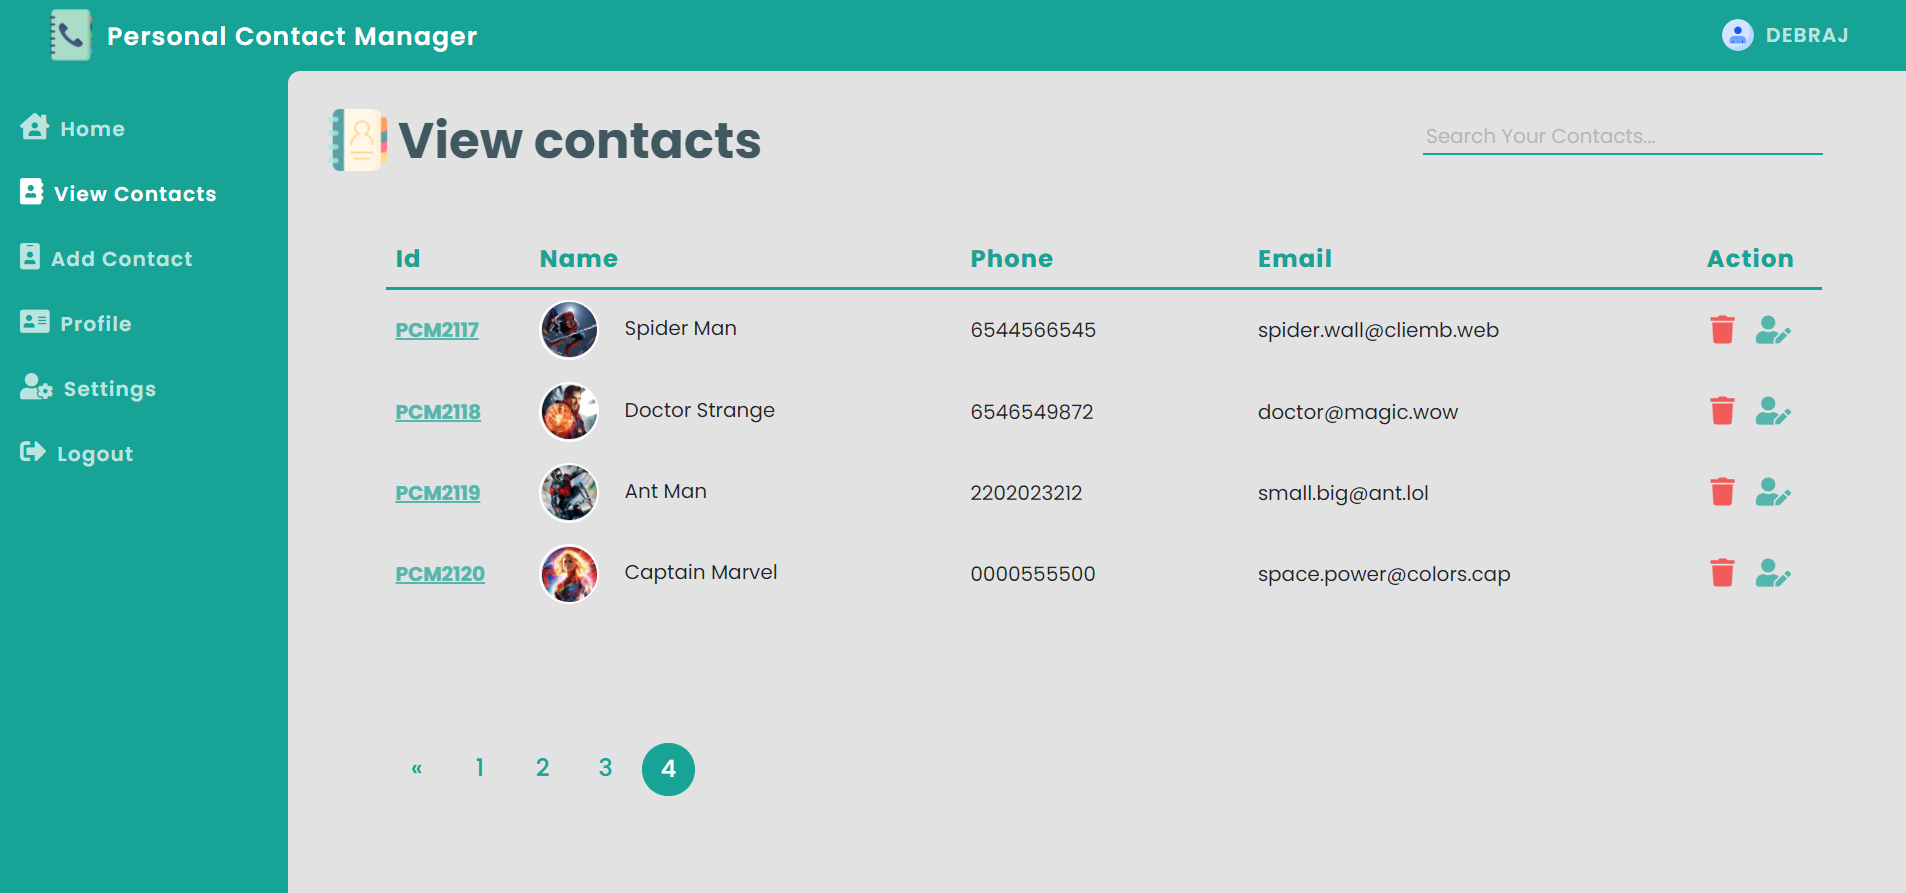 Personal Contact Manager
DEBRAJ
Home
View Contacts
Add Contact
Profile
Settings
Logout
View contacts
Search Your Contacts...
Id Name Phone Email Action
PCM2117 Spider Man 6544566545 spider.wall@cliemb.web
PCM2118 Doctor Strange 6546549872 doctor@magic.wow
PCM2119 Ant Man 2202023212 small.big@ant.lol
PCM2120 Captain Marvel 0000555500 space.power@colors.cap
« 1 2 3 4